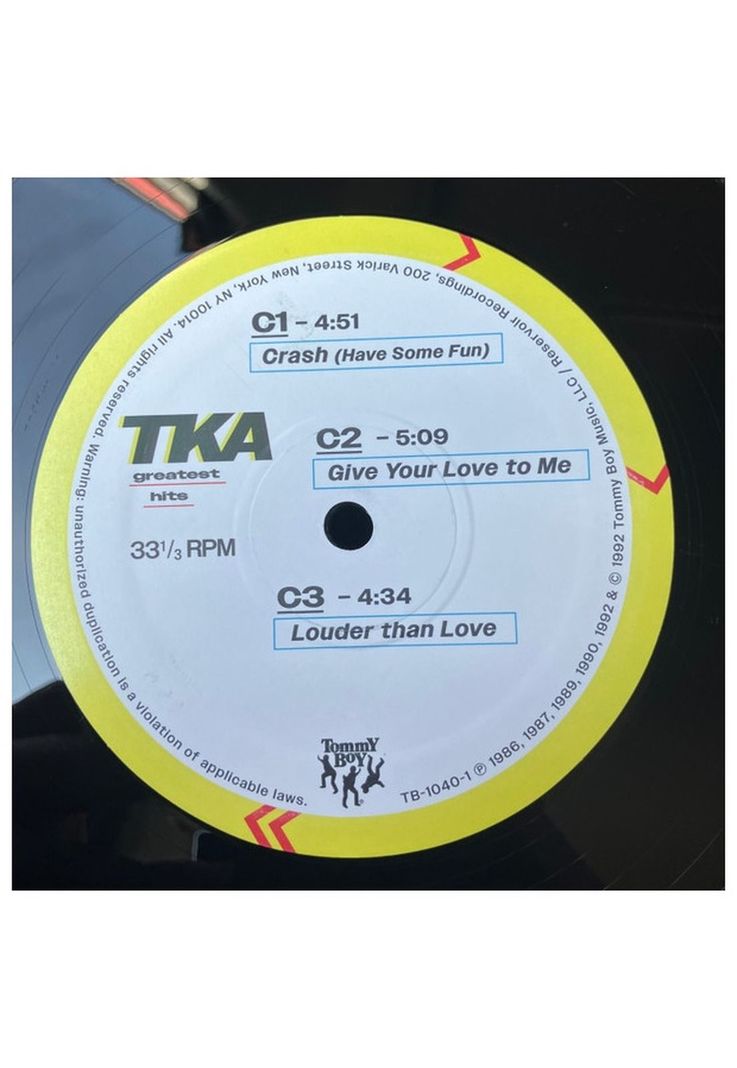 C1 – 4:51
Crash (Have Some Fun)
TKA
greatest
hits
C2 – 5:09
Give Your Love to Me
33 1/3 RPM
C3 – 4:34
Louder than Love
Tommy
Boy
®
TB-1040-1 ℗ 1986, 1987, 1989, 1990, 1992 & © 1992 Tommy Boy Music, LLC / Reservoir Recordings, 200 Varick Street, New York, NY 10014. All rights reserved. Warning: unauthorized duplication is a violation of applicable laws.